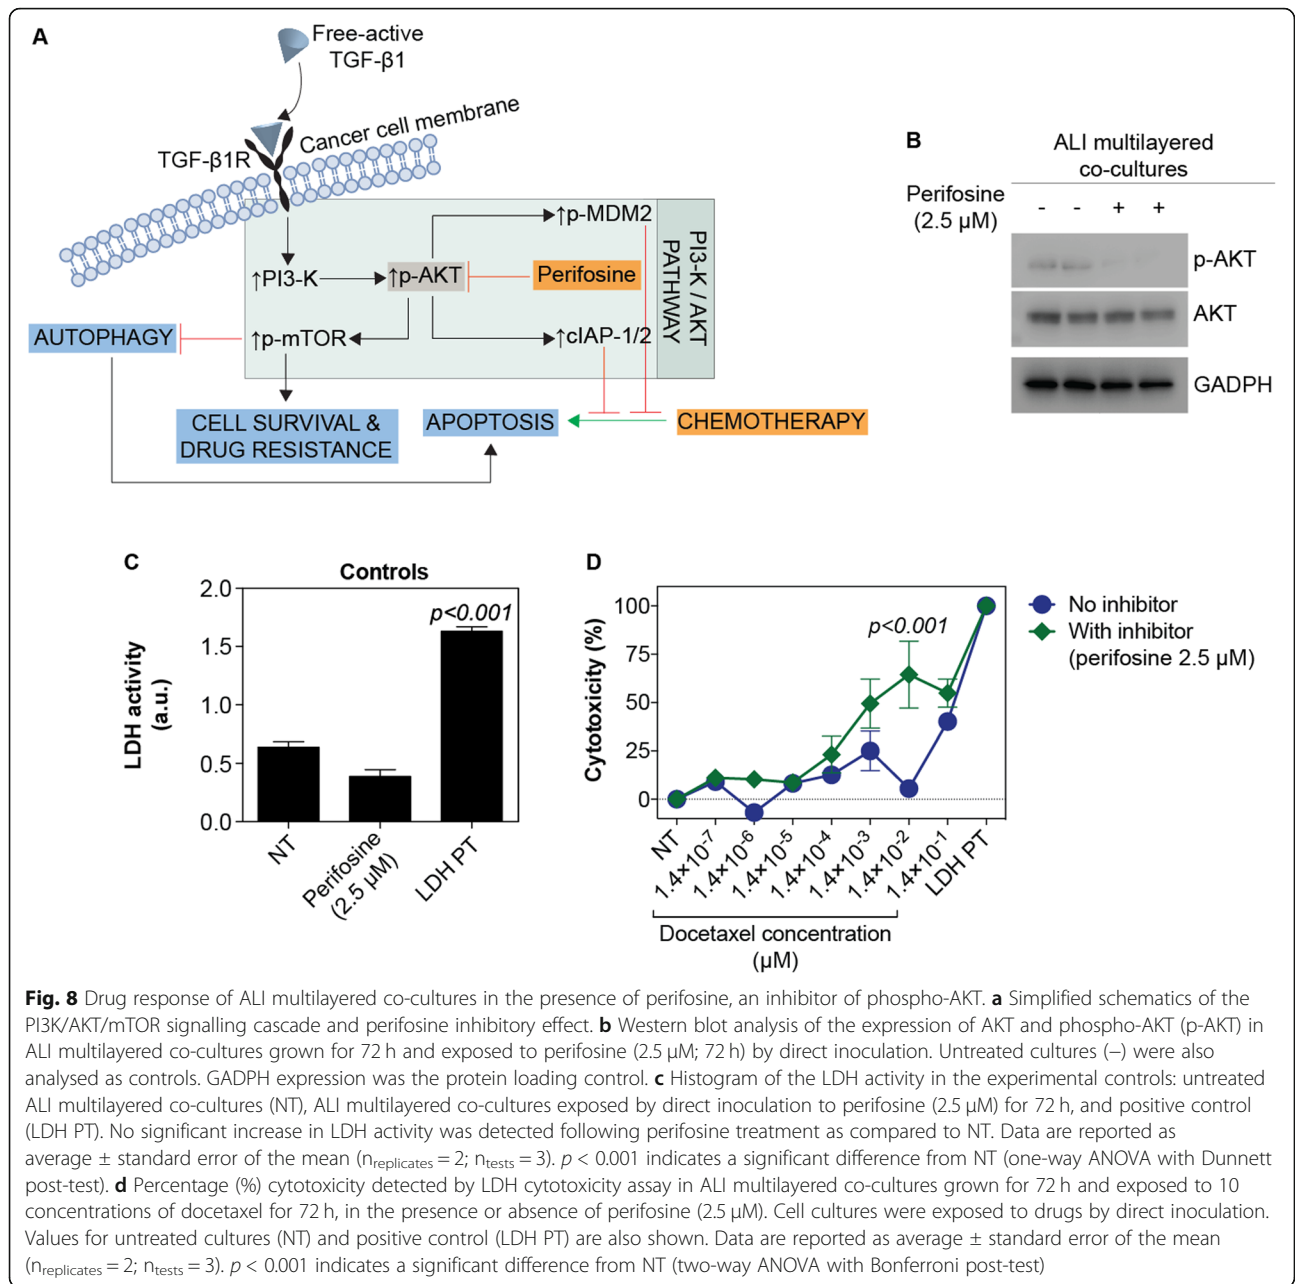 A
Free-active
TGF-β1
TGF-β1R
Cancer cell membrane
↑PI3-K
↑p-AKT
↑p-MDM2
Perifosine
↑p-mTOR
↑cIAP-1/2
PI3-K / AKT
PATHWAY
AUTOPHAGY
CELL SURVIVAL &
DRUG RESISTANCE
APOPTOSIS
CHEMOTHERAPY
B
ALI multilayered
co-cultures
Perifosine
(2.5 µM)
- - + +
p-AKT
AKT
GADPH
C
Controls
LDH activity
(a.u.)
2.0
1.5
1.0
0.5
0.0
p<0.001
NT
Perifosine
(2.5 µM)
LDH PT
D
Cytotoxicity (%)
100
75
50
25
0
p<0.001
NT
1.4×10⁻⁷
1.4×10⁻⁶
1.4×10⁻⁵
1.4×10⁻⁴
1.4×10⁻³
1.4×10⁻²
1.4×10⁻¹
LDH PT
Docetaxel concentration
(µM)
No inhibitor
With inhibitor
(perifosine 2.5 µM)
Fig. 8 Drug response of ALI multilayered co-cultures in the presence of perifosine, an inhibitor of phospho-AKT. a Simplified schematics of the
PI3K/AKT/mTOR signalling cascade and perifosine inhibitory effect. b Western blot analysis of the expression of AKT and phospho-AKT (p-AKT) in
ALI multilayered co-cultures grown for 72 h and exposed to perifosine (2.5 µM; 72 h) by direct inoculation. Untreated cultures (−) were also
analysed as controls. GADPH expression was the protein loading control. c Histogram of the LDH activity in the experimental controls: untreated
ALI multilayered co-cultures (NT), ALI multilayered co-cultures exposed by direct inoculation to perifosine (2.5 µM) for 72 h, and positive control
(LDH PT). No significant increase in LDH activity was detected following perifosine treatment as compared to NT. Data are reported as
average ± standard error of the mean (nreplicates = 2; ntests = 3). p < 0.001 indicates a significant difference from NT (one-way ANOVA with Dunnett
post-test). d Percentage (%) cytotoxicity detected by LDH cytotoxicity assay in ALI multilayered co-cultures grown for 72 h and exposed to 10
concentrations of docetaxel for 72 h, in the presence or absence of perifosine (2.5 µM). Cell cultures were exposed to drugs by direct inoculation.
Values for untreated cultures (NT) and positive control (LDH PT) are also shown. Data are reported as average ± standard error of the mean
(nreplicates = 2; ntests = 3). p < 0.001 indicates a significant difference from NT (two-way ANOVA with Bonferroni post-test)